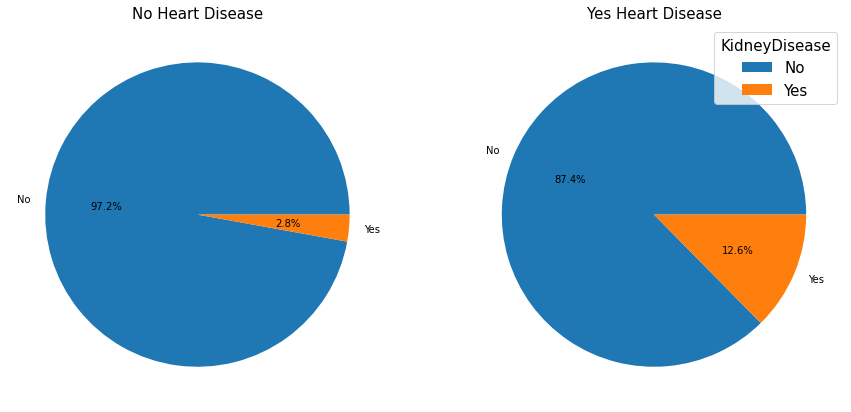 No Heart Disease
No
97.2%
2.8%
Yes
Yes Heart Disease
KidneyDisease
No
Yes
No
87.4%
12.6%
Yes